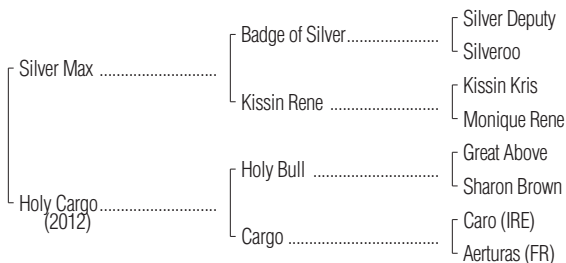 Silver Deputy
Badge of Silver....................
Silveroo
Silver Max ..........................
Kissin Kris
Kissin Rene ........................
Monique Rene
Great Above
Holy Bull ............................
Sharon Brown
Holy Cargo..........................
(2012)
Caro (IRE)
Cargo .................................
Aerturas (FR)